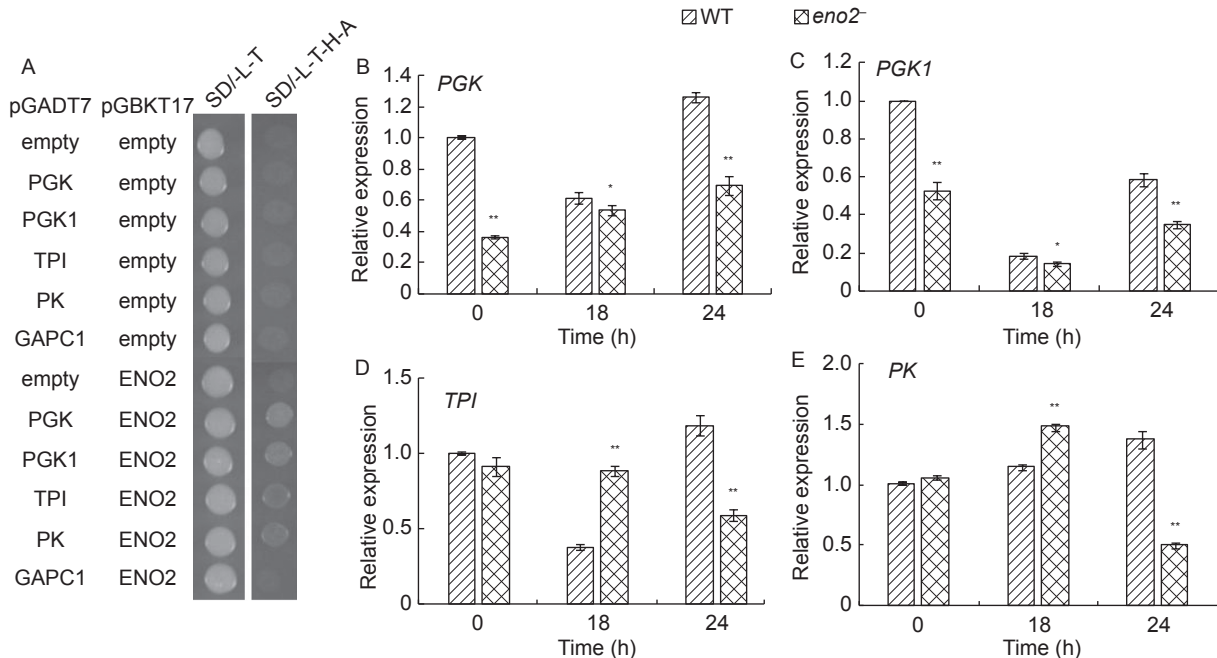 WT eno2-
A
pGADT7 pGBKT17 SD/-L-T SD/-L-T-H-A
empty empty
PGK empty
PGK1 empty
TPI empty
PK empty
GAPC1 empty
empty ENO2
PGK ENO2
PGK1 ENO2
TPI ENO2
PK ENO2
GAPC1 ENO2
B
PGK
Relative expression
1.4
1.2
1.0
0.8
0.6
0.4
0.2
0
** * **
0 18 24
Time (h)
C
PGK1
Relative expression
1.2
1.0
0.8
0.6
0.4
0.2
0
** * **
0 18 24
Time (h)
D
TPI
Relative expression
1.5
1.0
0.5
0
** **
0 18 24
Time (h)
E
PK
Relative expression
2.0
1.5
1.0
0.5
0
** **
0 18 24
Time (h)